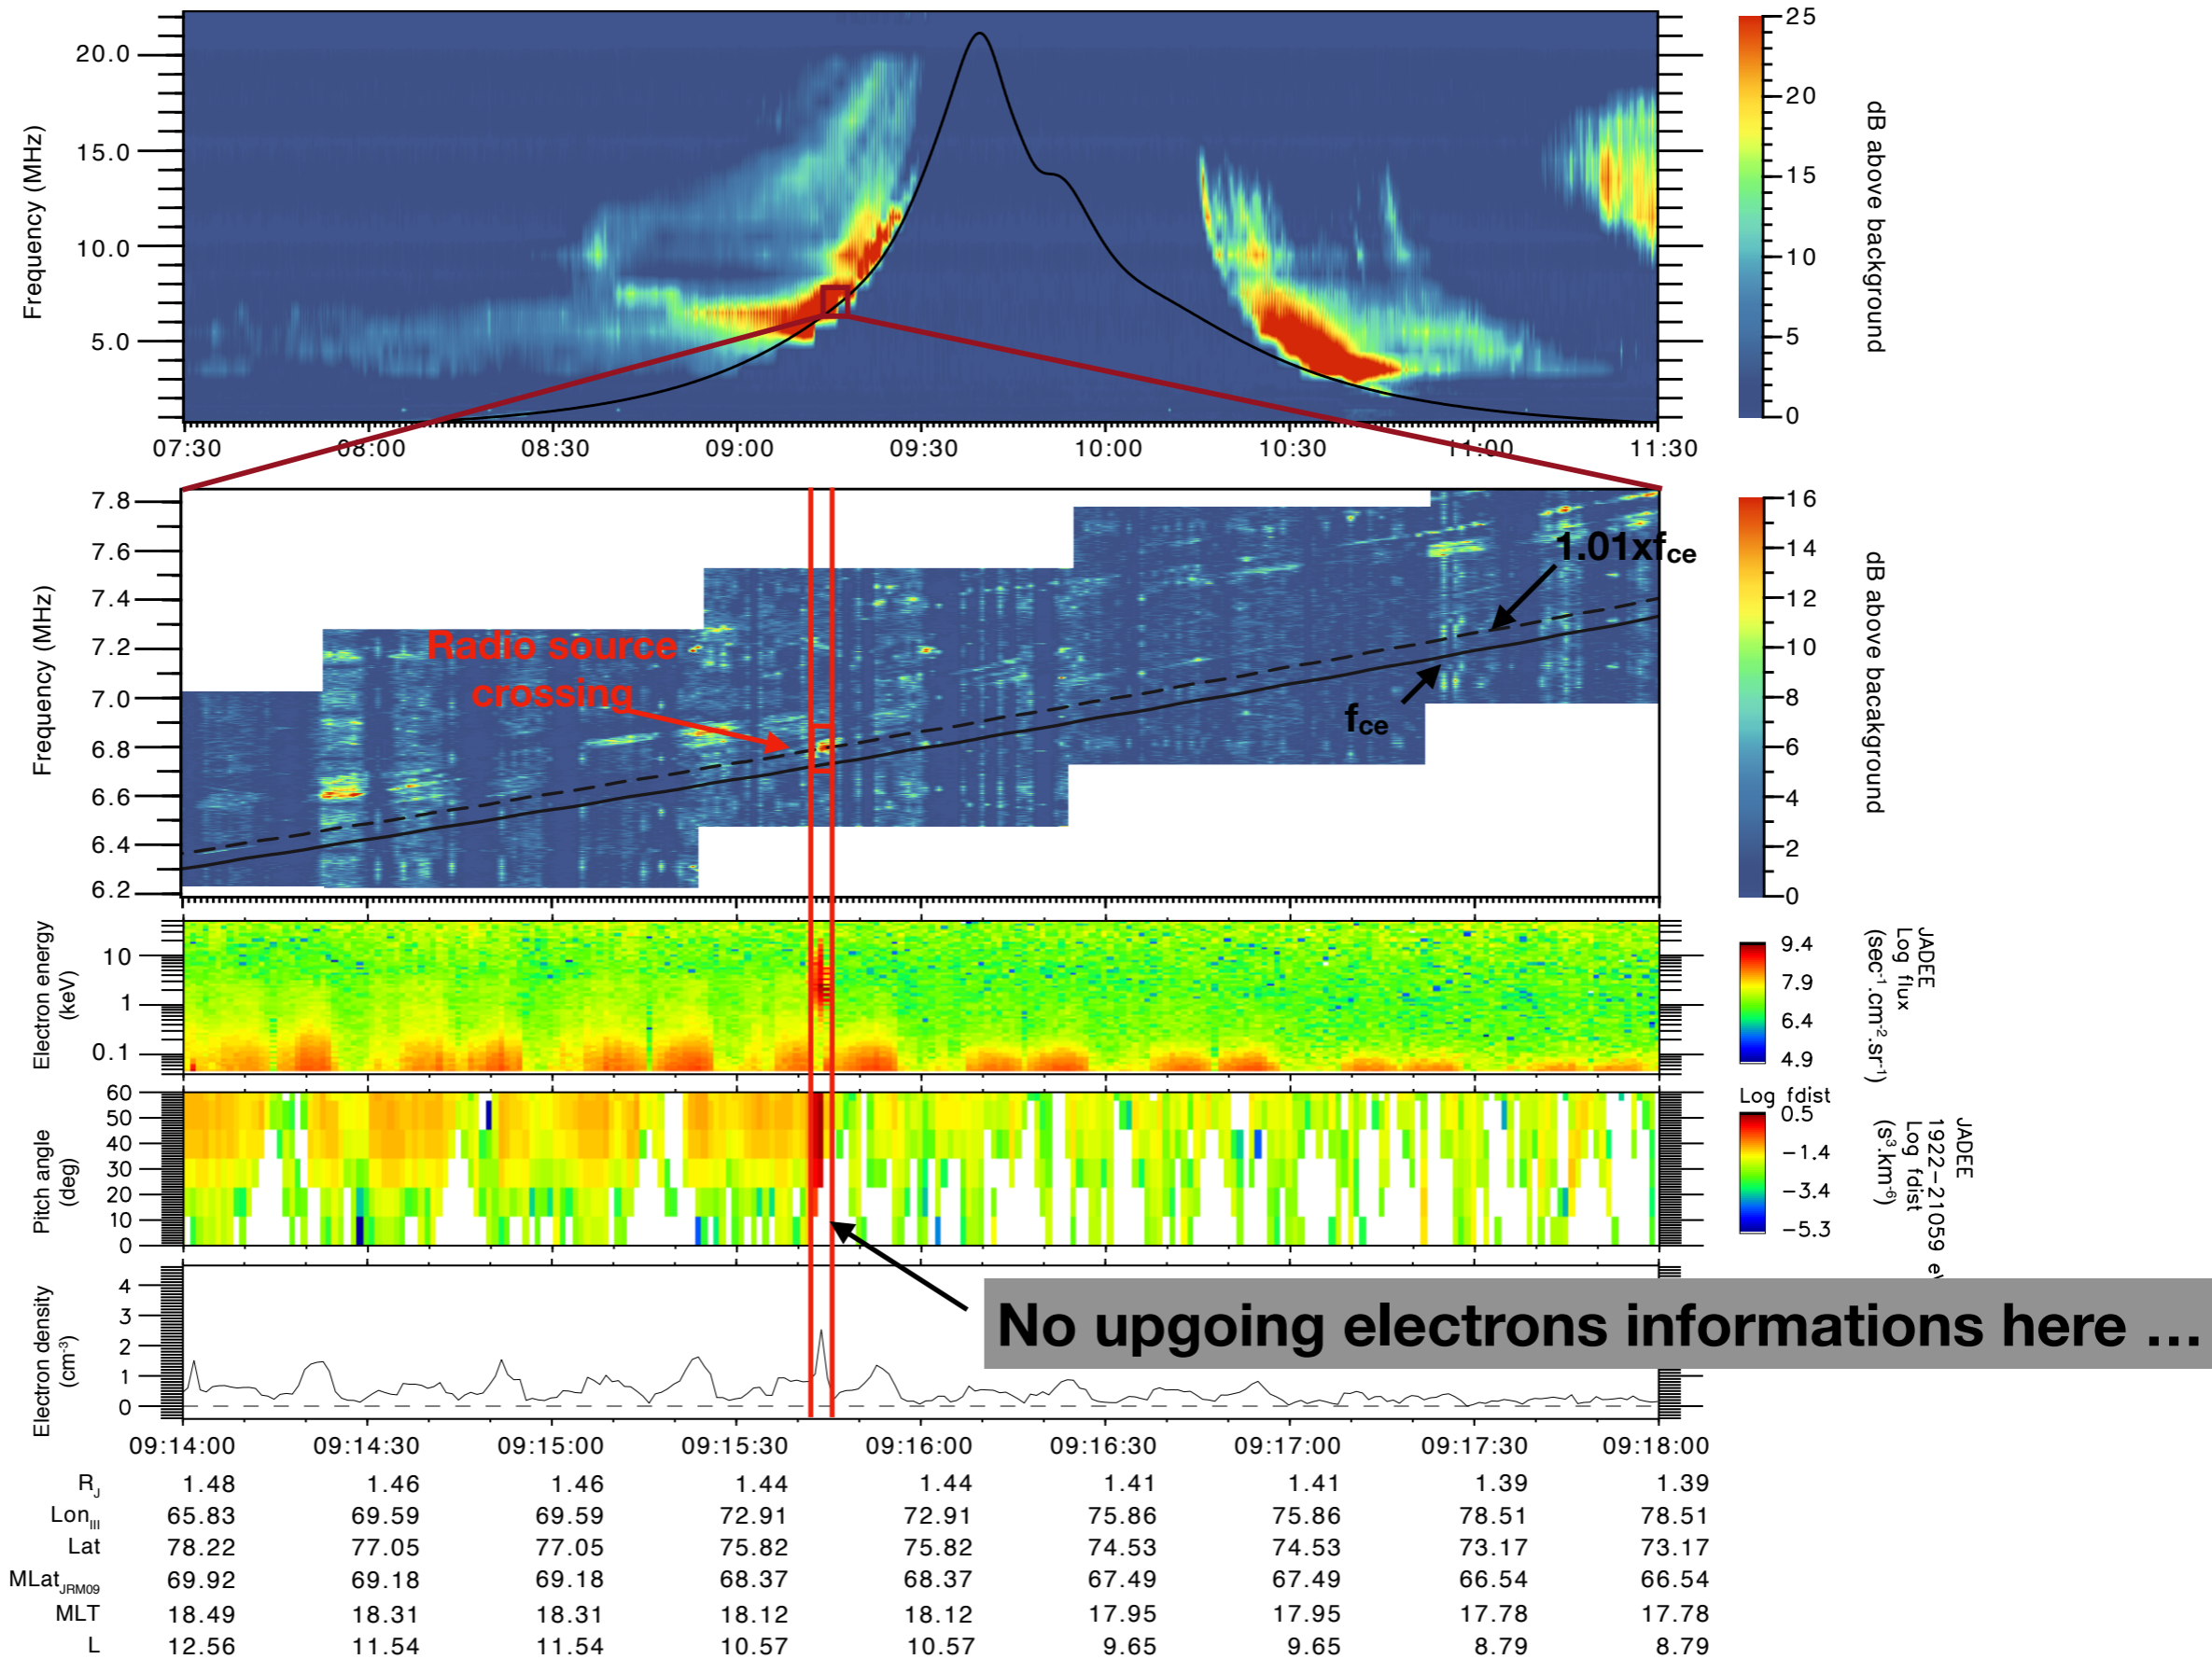 20.0
15.0
10.0
5.0
Frequency (MHz)
25
20
15
10
5
0
dB above background
07:30 08:00 08:30 09:00 09:30 10:00 10:30 11:00 11:30
7.8
7.6
7.4
7.2
7.0
6.8
6.6
6.4
6.2
Frequency (MHz)
Radio source
crossing
1.01xfce
fce
16
14
12
10
8
6
4
2
0
dB above bacakground
Electron energy
(keV)
10
1
0.1
9.4
7.9
6.4
4.9
JADEE
Log flux
(sec-1.cm-2.sr-1)
Pitch angle
(deg)
60
50
40
30
20
10
0
Log fdist
0.5
-1.4
-3.4
-5.3
JADEE
1922-21059 eV
Log fdist
(s3.km-6)
Electron density
(cm-3)
4
3
2
1
0
No upgoing electrons informations here ...
09:14:00 09:14:30 09:15:00 09:15:30 09:16:00 09:16:30 09:17:00 09:17:30 09:18:00
RJ 1.48 1.46 1.46 1.44 1.44 1.41 1.41 1.39 1.39
LonIII 65.83 69.59 69.59 72.91 72.91 75.86 75.86 78.51 78.51
Lat 78.22 77.05 77.05 75.82 75.82 74.53 74.53 73.17 73.17
MLatJRM09 69.92 69.18 69.18 68.37 68.37 67.49 67.49 66.54 66.54
MLT 18.49 18.31 18.31 18.12 18.12 17.95 17.95 17.78 17.78
L 12.56 11.54 11.54 10.57 10.57 9.65 9.65 8.79 8.79